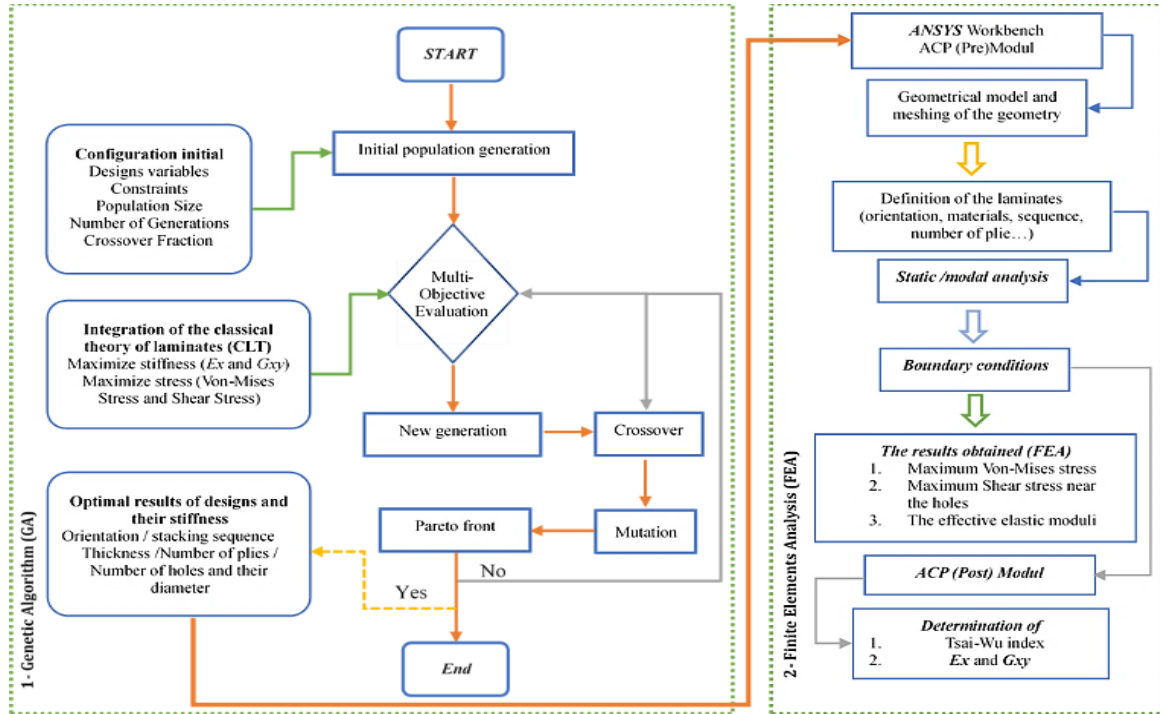 START
Initial population generation
Configuration initial
Designs variables
Constraints
Population Size
Number of Generations
Crossover Fraction
Multi-
Objective
Evaluation
Integration of the classical
theory of laminates (CLT)
Maximize stiffness (Ex and Gxy)
Maximize stress (Von-Mises
Stress and Shear Stress)
New generation
Crossover
Mutation
Pareto front
No
Yes
Optimal results of designs and
their stiffness
Orientation / stacking sequence
Thickness /Number of plies /
Number of holes and their
diameter
End
1- Genetic Algorithm (GA)
ANSYS Workbench
ACP (Pre)Modul
Geometrical model and
meshing of the geometry
Definition of the laminates
(orientation, materials, sequence,
number of plie…)
Static /modal analysis
Boundary conditions
The results obtained (FEA)
1. Maximum Von-Mises stress
2. Maximum Shear stress near
the holes
3. The effective elastic moduli
ACP (Post) Modul
Determination of
1. Tsai-Wu index
2. Ex and Gxy
2- Finite Elements Analysis (FEA)